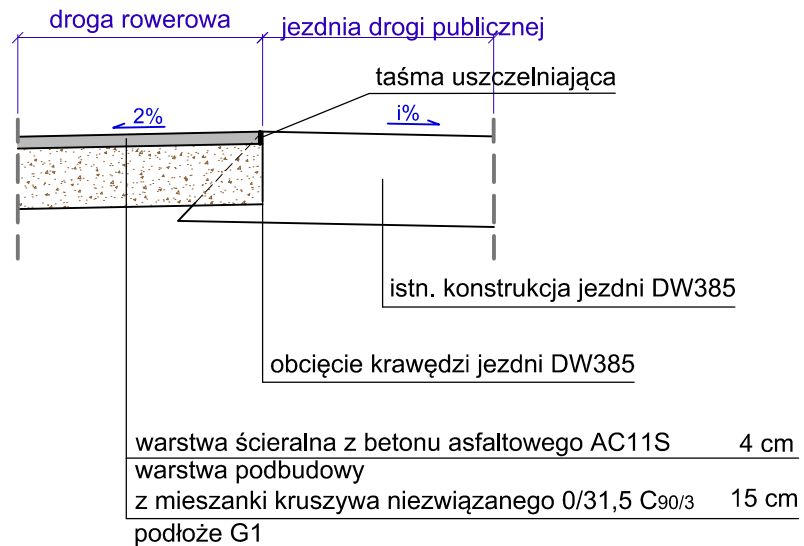 droga rowerowa
jezdnia drogi publicznej
taśma uszczelniająca
2%
i%
istn. konstrukcja jezdni DW385
obcięcie krawędzi jezdni DW385
warstwa ścieralna z betonu asfaltowego AC11S 4 cm
warstwa podbudowy
z mieszanki kruszywa niezwiązanego 0/31,5 C90/3 15 cm
podłoże G1